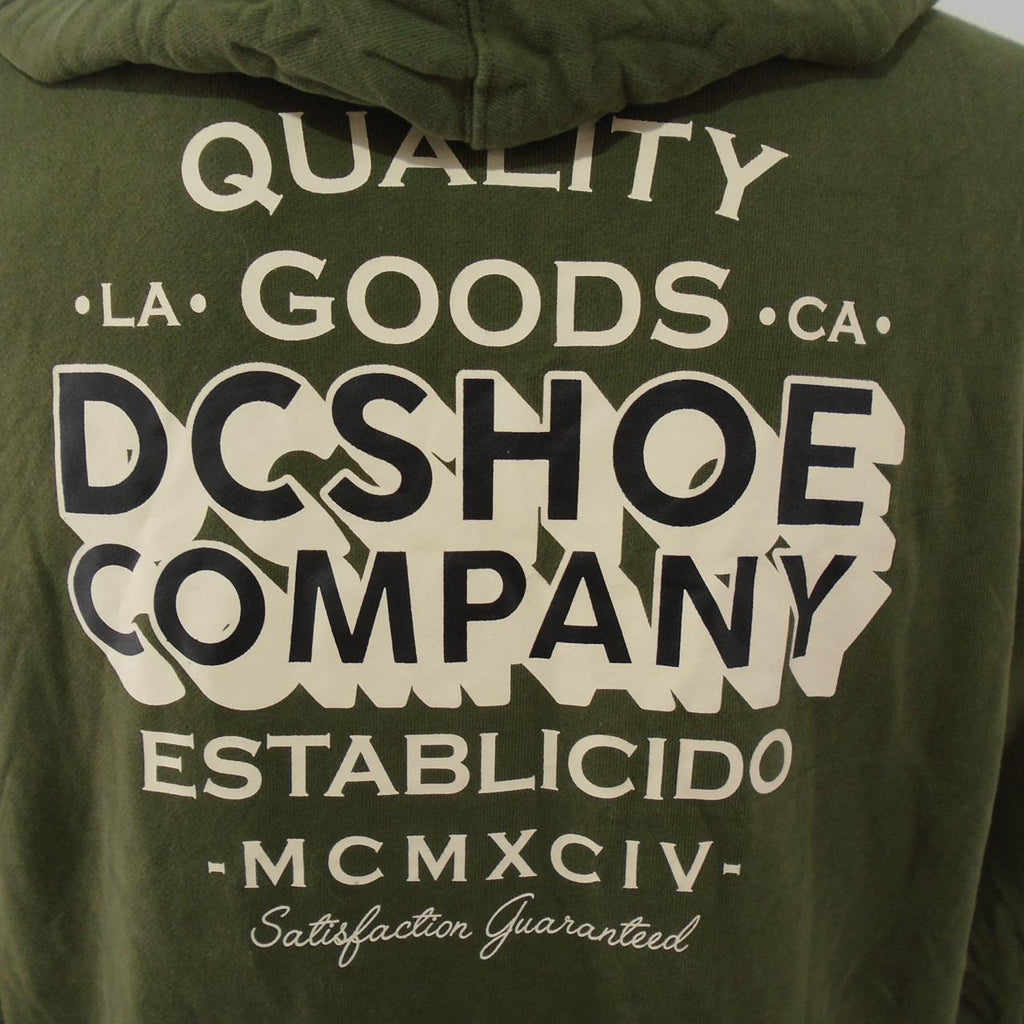 QUALITY
•LA• GOODS •CA•
DCSHOE
COMPANY
ESTABLICIDO
-MCMXCIV-
Satisfaction Guaranteed